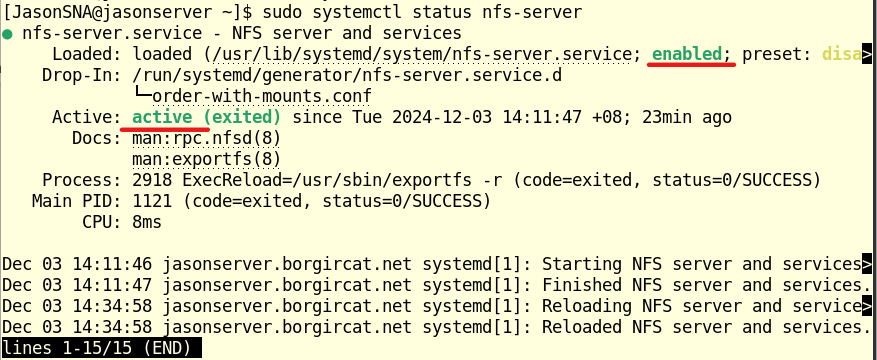 [JasonSNA@jasonserver ~]$ sudo systemctl status nfs-server
● nfs-server.service - NFS server and services
Loaded: loaded (/usr/lib/systemd/system/nfs-server.service; enabled; preset: disa>
Drop-In: /run/systemd/generator/nfs-server.service.d
└─order-with-mounts.conf
Active: active (exited) since Tue 2024-12-03 14:11:47 +08; 23min ago
Docs: man:rpc.nfsd(8)
man:exportfs(8)
Process: 2918 ExecReload=/usr/sbin/exportfs -r (code=exited, status=0/SUCCESS)
Main PID: 1121 (code=exited, status=0/SUCCESS)
CPU: 8ms
Dec 03 14:11:46 jasonserver.borgircat.net systemd[1]: Starting NFS server and services>
Dec 03 14:11:47 jasonserver.borgircat.net systemd[1]: Finished NFS server and services.
Dec 03 14:34:58 jasonserver.borgircat.net systemd[1]: Reloading NFS server and service>
Dec 03 14:34:58 jasonserver.borgircat.net systemd[1]: Reloaded NFS server and services.
lines 1-15/15 (END)